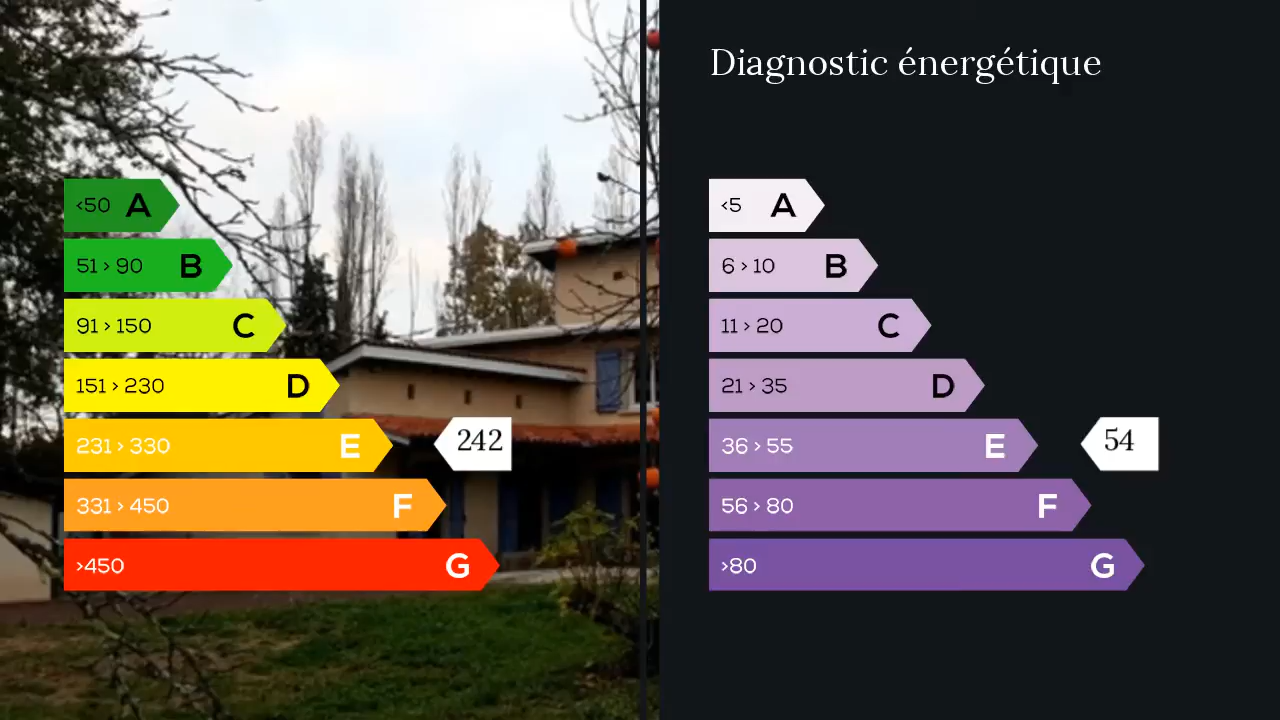 Diagnostic énergétique
<50 A
51 > 90 B
91 > 150 C
151 > 230 D
231 > 330 E
242
331 > 450 F
>450 G
<5 A
6 > 10 B
11 > 20 C
21 > 35 D
36 > 55 E
54
56 > 80 F
>80 G